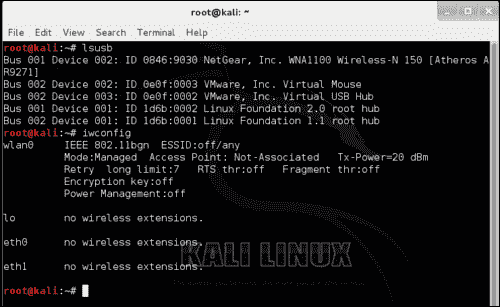 root@kali: ~
File Edit View Search Terminal Help
root@kali:~# lsusb
Bus 001 Device 002: ID 0846:9030 NetGear, Inc. WNA1100 Wireless-N 150 [Atheros A
R9271]
Bus 002 Device 002: ID 0e0f:0003 VMware, Inc. Virtual Mouse
Bus 002 Device 003: ID 0e0f:0002 VMware, Inc. Virtual USB Hub
Bus 001 Device 001: ID 1d6b:0002 Linux Foundation 2.0 root hub
Bus 002 Device 001: ID 1d6b:0001 Linux Foundation 1.1 root hub
root@kali:~# iwconfig
wlan0     IEEE 802.11bgn  ESSID:off/any
          Mode:Managed  Access Point: Not-Associated   Tx-Power=20 dBm
          Retry  long limit:7   RTS thr:off   Fragment thr:off
          Encryption key:off
          Power Management:off
lo        no wireless extensions.
eth0      no wireless extensions.
KALI LINUX
eth1      no wireless extensions.
root@kali:~#